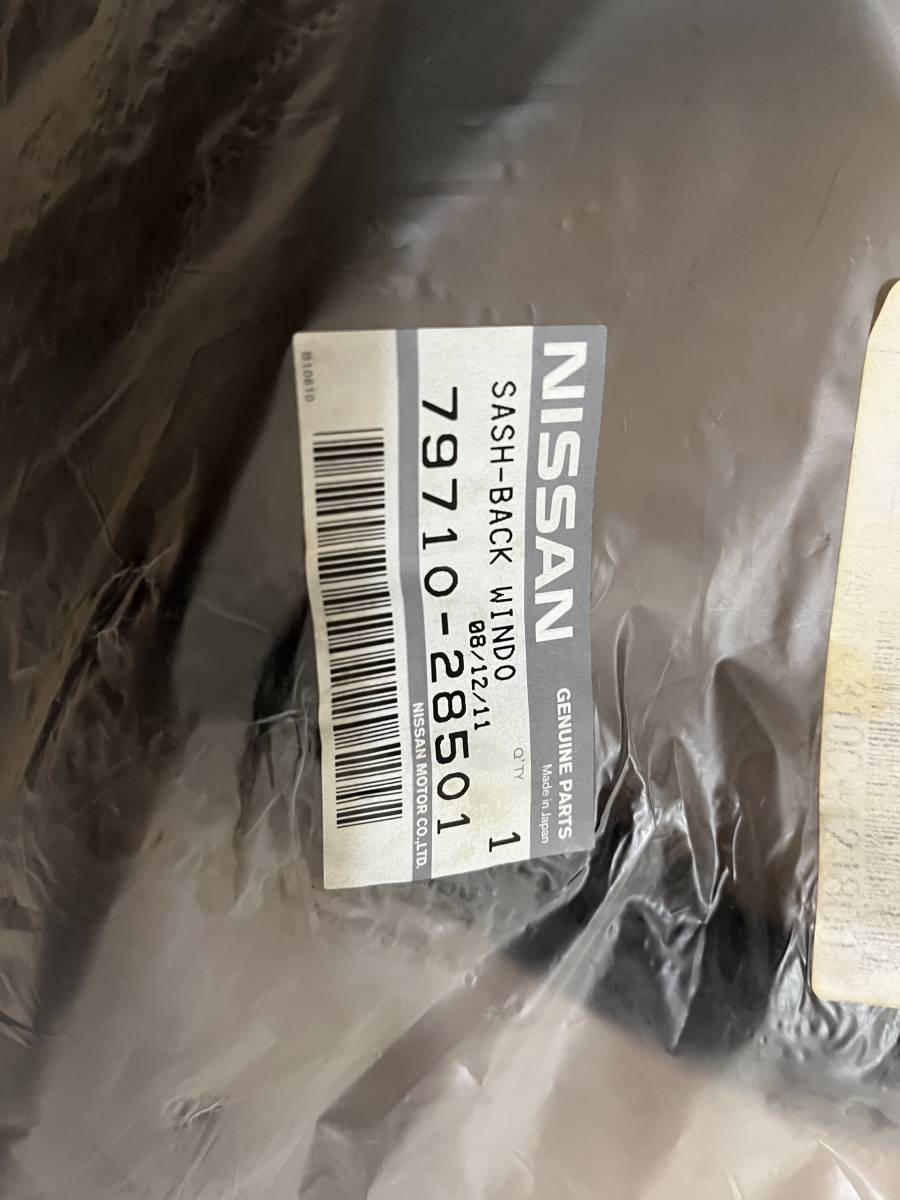 NISSAN
GENUINE PARTS
Made in Japan
SASH-BACK WINDO
Q'TY
1
08/12/11
79710-28501
NISSAN MOTOR CO.,LTD.
B10610